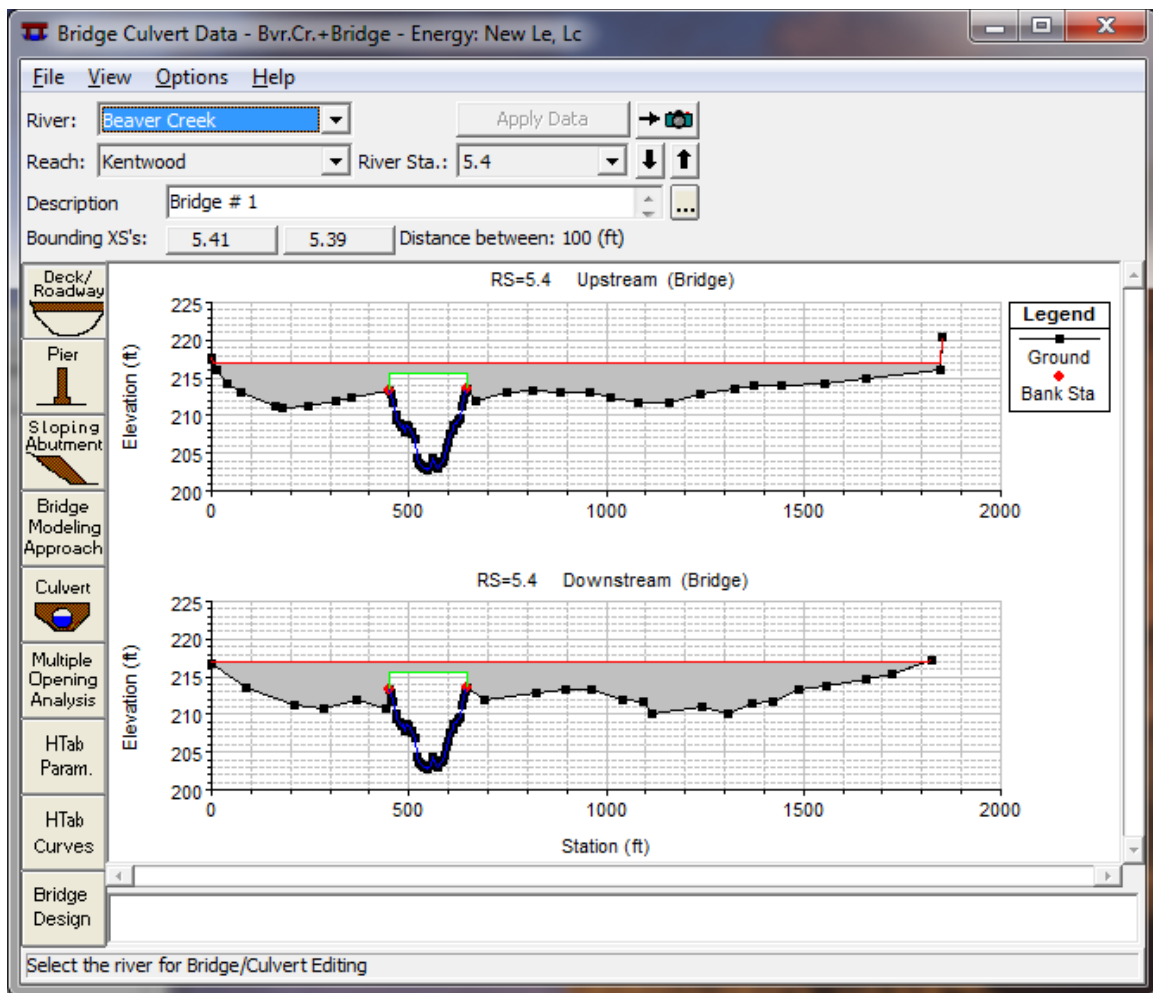 Bridge Culvert Data - Bvr.Cr.+Bridge - Energy: New Le, Lc
File View Options Help
River: Beaver Creek Apply Data
Reach: Kentwood River Sta.: 5.4
Description Bridge # 1 ...
Bounding XS's: 5.41 5.39 Distance between: 100 (ft)
Deck/
Roadway
Pier
Sloping
Abutment
Bridge
Modeling
Approach
Culvert
Multiple
Opening
Analysis
HTab
Param.
HTab
Curves
Bridge
Design
RS=5.4 Upstream (Bridge)
225
220
215
210
205
200
Elevation (ft)
0 500 1000 1500 2000
Legend
Ground
Bank Sta
RS=5.4 Downstream (Bridge)
225
220
215
210
205
200
Elevation (ft)
0 500 1000 1500 2000
Station (ft)
Select the river for Bridge/Culvert Editing